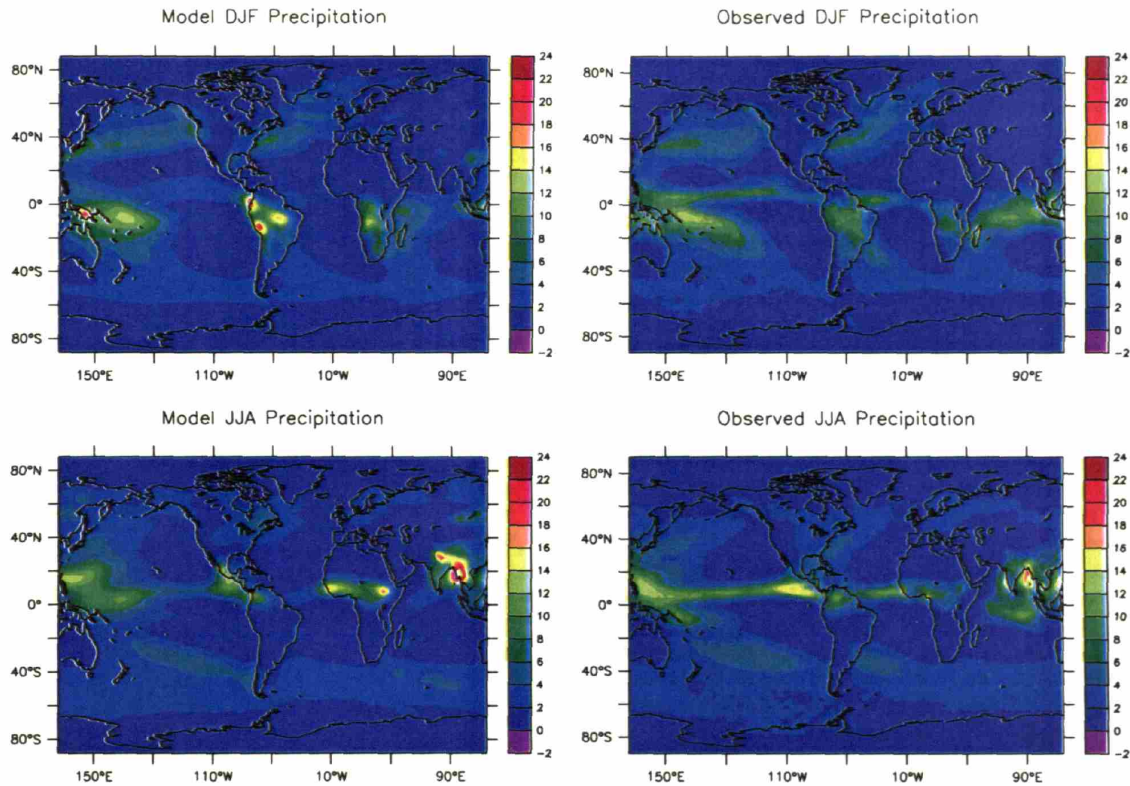 Model DJF Precipitation
80°N
40°N
0°
40°S
80°S
150°E 110°W 10°W 90°E
24
22
20
18
16
14
12
10
8
6
4
2
0
-2
Observed DJF Precipitation
80°N
40°N
0°
40°S
80°S
150°E 110°W 10°W 90°E
24
22
20
18
16
14
12
10
8
6
4
2
0
-2
Model JJA Precipitation
80°N
40°N
0°
40°S
80°S
150°E 110°W 10°W 90°E
24
22
20
18
16
14
12
10
8
6
4
2
0
-2
Observed JJA Precipitation
80°N
40°N
0°
40°S
80°S
150°E 110°W 10°W 90°E
24
22
20
18
16
14
12
10
8
6
4
2
0
-2